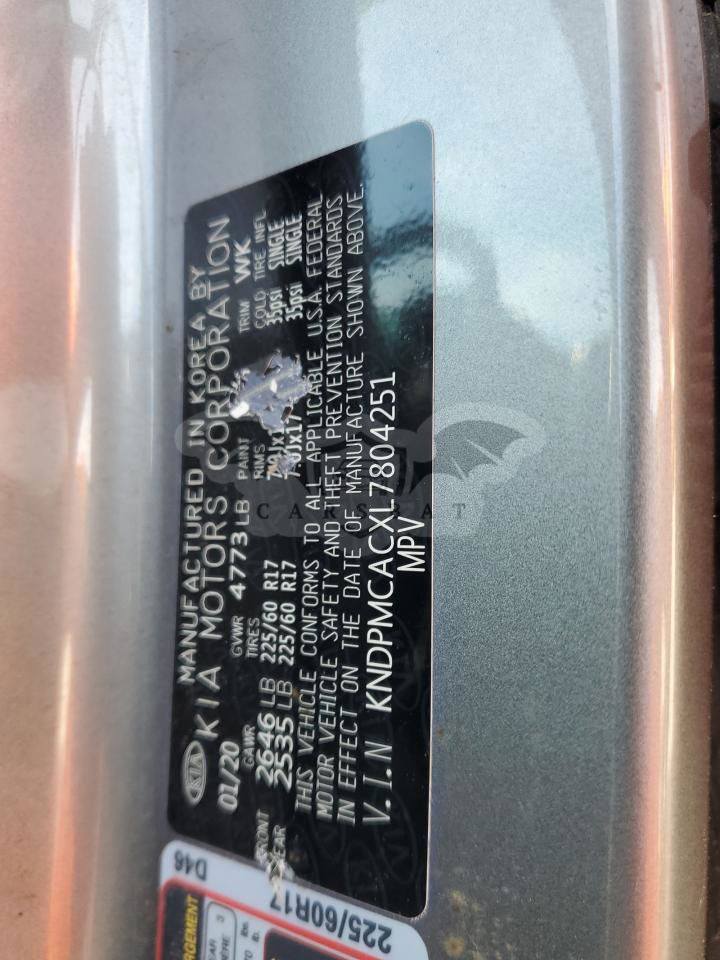 MANUFACTURED IN KOREA BY
KIA KIA MOTORS CORPORATION
01/20 GVWR 4773LB PAINT TRIM WK
GAWR TIRES RIMS COLD TIRE INFL
2646LB 225/60 R17 35psi SINGLE
2535LB 225/60 R17 7.0Jx17 35psi SINGLE
THIS VEHICLE CONFORMS TO ALL APPLICABLE U.S.A. FEDERAL
MOTOR VEHICLE SAFETY AND THEFT PREVENTION STANDARDS
IN EFFECT ON THE DATE OF MANUFACTURE SHOWN ABOVE.
V.I.N KNDPMCACXL7804251
MPV
CARSBAT
D46
225/60R17